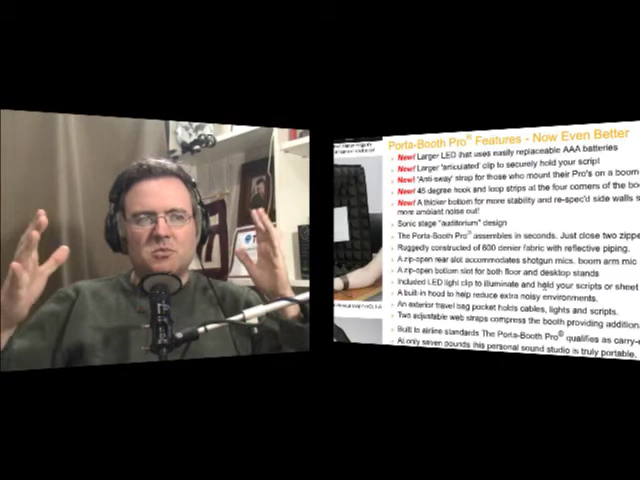 Porta-Booth Pro® Features - Now Even Better
New! Larger LED that uses easily replaceable AAA batteries
New! Larger 'articulated' clip to securely hold your script
New! 'Anti-sway' strap for those who mount their Pro's on a boom
New! 45 degree hook and loop strips at the four corners of the
New! A thicker bottom for more stability and re-spec'd side walls
more ambiant noise out!
Sonic stage "auditorium" design
The Porta-Booth Pro® assembles in seconds. Just close two
Ruggedly constructed of 600 denier fabric with reflective piping.
A zip-open rear slot accommodates shotgun mics. boom arm mic
A zip-open bottom slot for both floor and desktop stands
Included LED light clip to illuminate and hold your scripts or sheet
A built-in hood to help reduce extra noisy environments.
An exterior travel bag pocket holds cables, lights and scripts.
Two adjustable web straps compress the booth providing
Built to airline standards The Porta-Booth Pro® qualifies as
At only seven pounds this personal sound studio is truly portable.